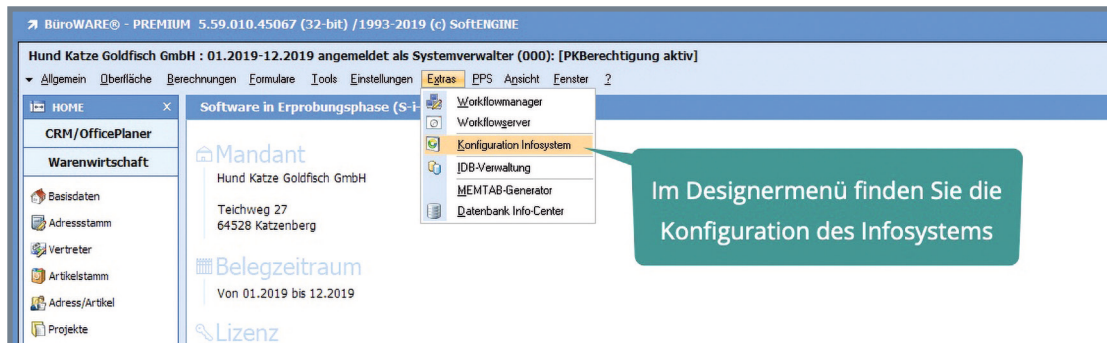 BüroWARE® - PREMIUM 5.59.010.45067 (32-bit) /1993-2019 (c) SoftENGINE
Hund Katze Goldfisch GmbH : 01.2019-12.2019 angemeldet als Systemverwalter (000): [PKBerechtigung aktiv]
Allgemein Oberfläche Berechnungen Formulare Tools Einstellungen Extras PPS Ansicht Fenster ?
HOME X
CRM/OfficePlaner
Warenwirtschaft
Basisdaten
Adressstamm
Vertreter
Artikelstamm
Adress/Artikel
Projekte
Software in Erprobungsphase (S-i-
Mandant
Hund Katze Goldfisch GmbH
Teichweg 27
64528 Katzenberg
Belegzeitraum
Von 01.2019 bis 12.2019
Lizenz
Workflowmanager
Workflowserver
Konfiguration Infosystem
IDB-Verwaltung
MEMTAB-Generator
Datenbank Info-Center
Im Designermenü finden Sie die
Konfiguration des Infosystems